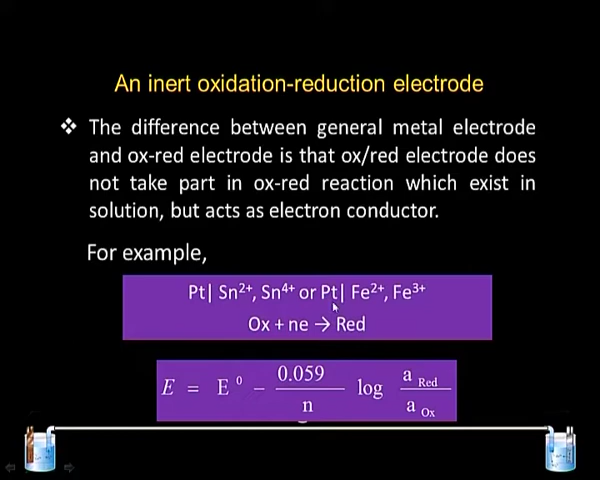 An inert oxidation-reduction electrode
❖ The difference between general metal electrode
and ox-red electrode is that ox/red electrode does
not take part in ox-red reaction which exist in
solution, but acts as electron conductor.
For example,
Pt| Sn²⁺, Sn⁴⁺ or Pt| Fe²⁺, Fe³⁺
Ox + ne → Red
E = E⁰ − 0.059/n log a Red/a Ox